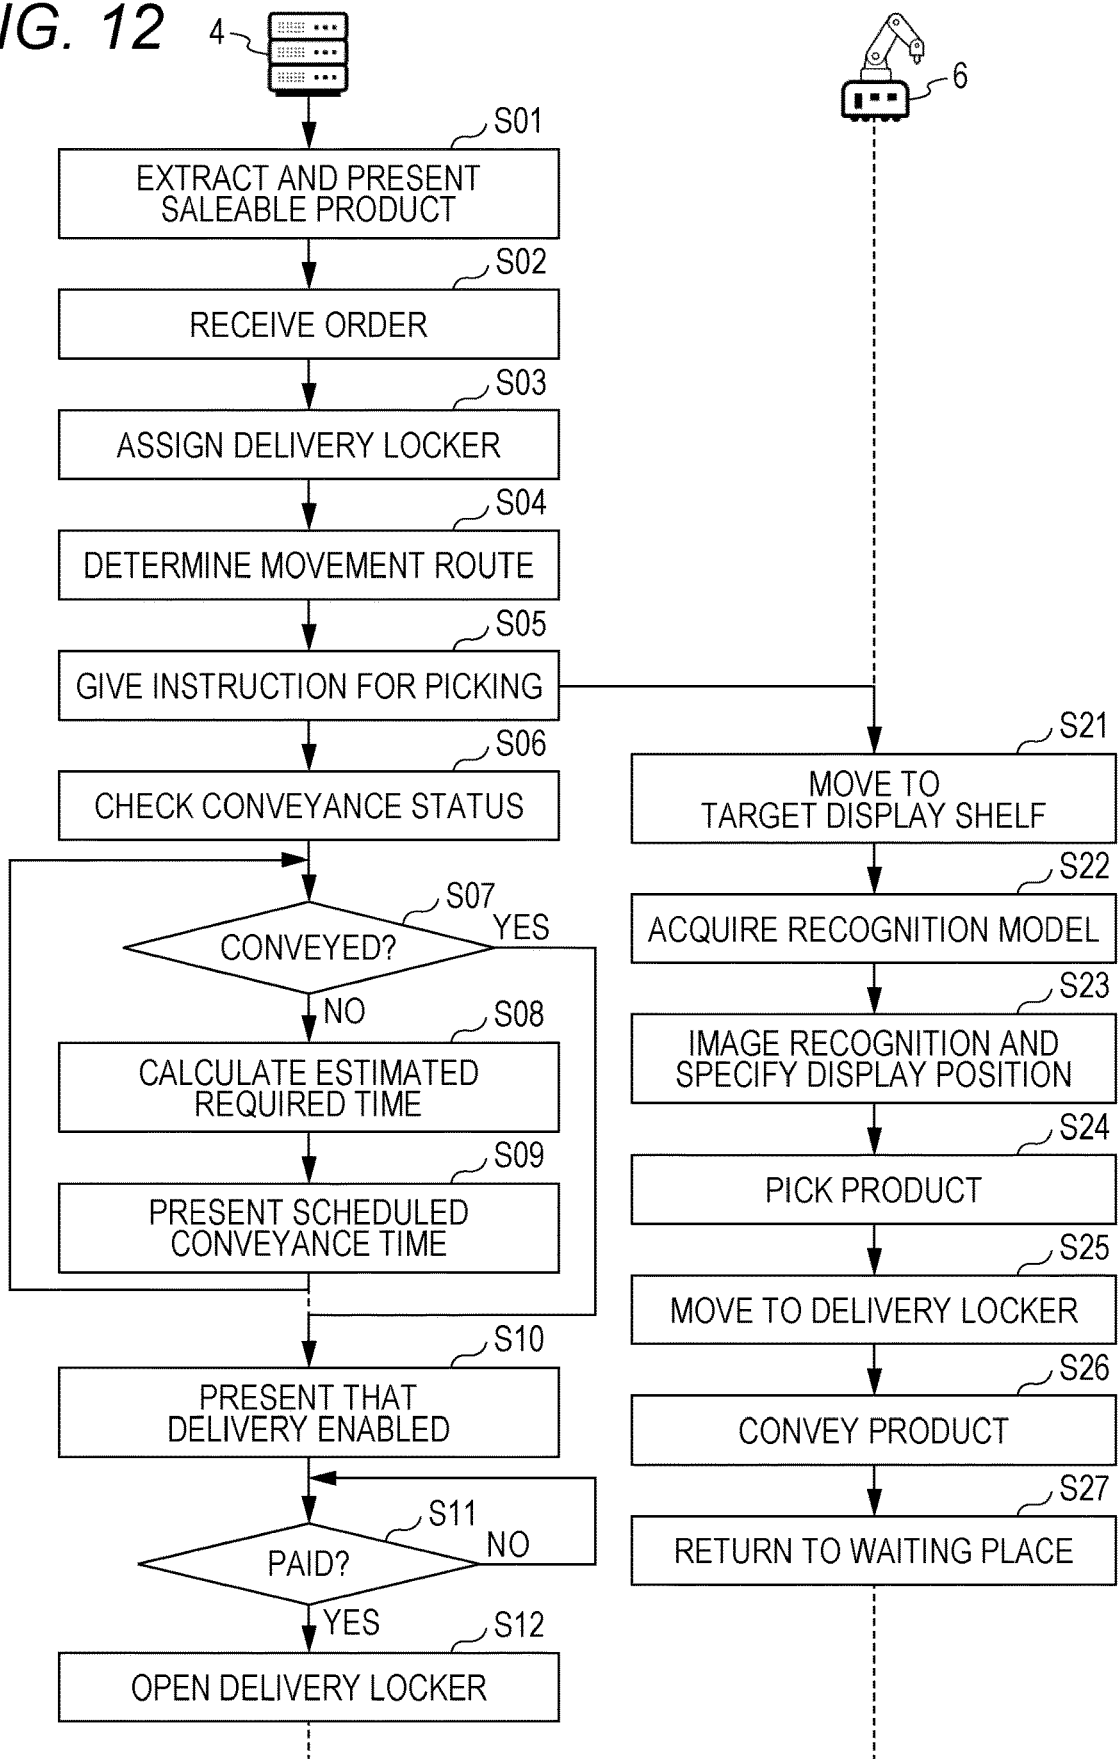 NG. 12
4
6
S01
EXTRACT AND PRESENT
SALEABLE PRODUCT
S02
RECEIVE ORDER
S03
ASSIGN DELIVERY LOCKER
S04
DETERMINE MOVEMENT ROUTE
S05
GIVE INSTRUCTION FOR PICKING
S06
CHECK CONVEYANCE STATUS
S07
CONVEYED?
YES
NO
S08
CALCULATE ESTIMATED
REQUIRED TIME
S09
PRESENT SCHEDULED
CONVEYANCE TIME
S10
PRESENT THAT
DELIVERY ENABLED
S11
PAID?
NO
YES
S12
OPEN DELIVERY LOCKER
S21
MOVE TO
TARGET DISPLAY SHELF
S22
ACQUIRE RECOGNITION MODEL
S23
IMAGE RECOGNITION AND
SPECIFY DISPLAY POSITION
S24
PICK PRODUCT
S25
MOVE TO DELIVERY LOCKER
S26
CONVEY PRODUCT
S27
RETURN TO WAITING PLACE